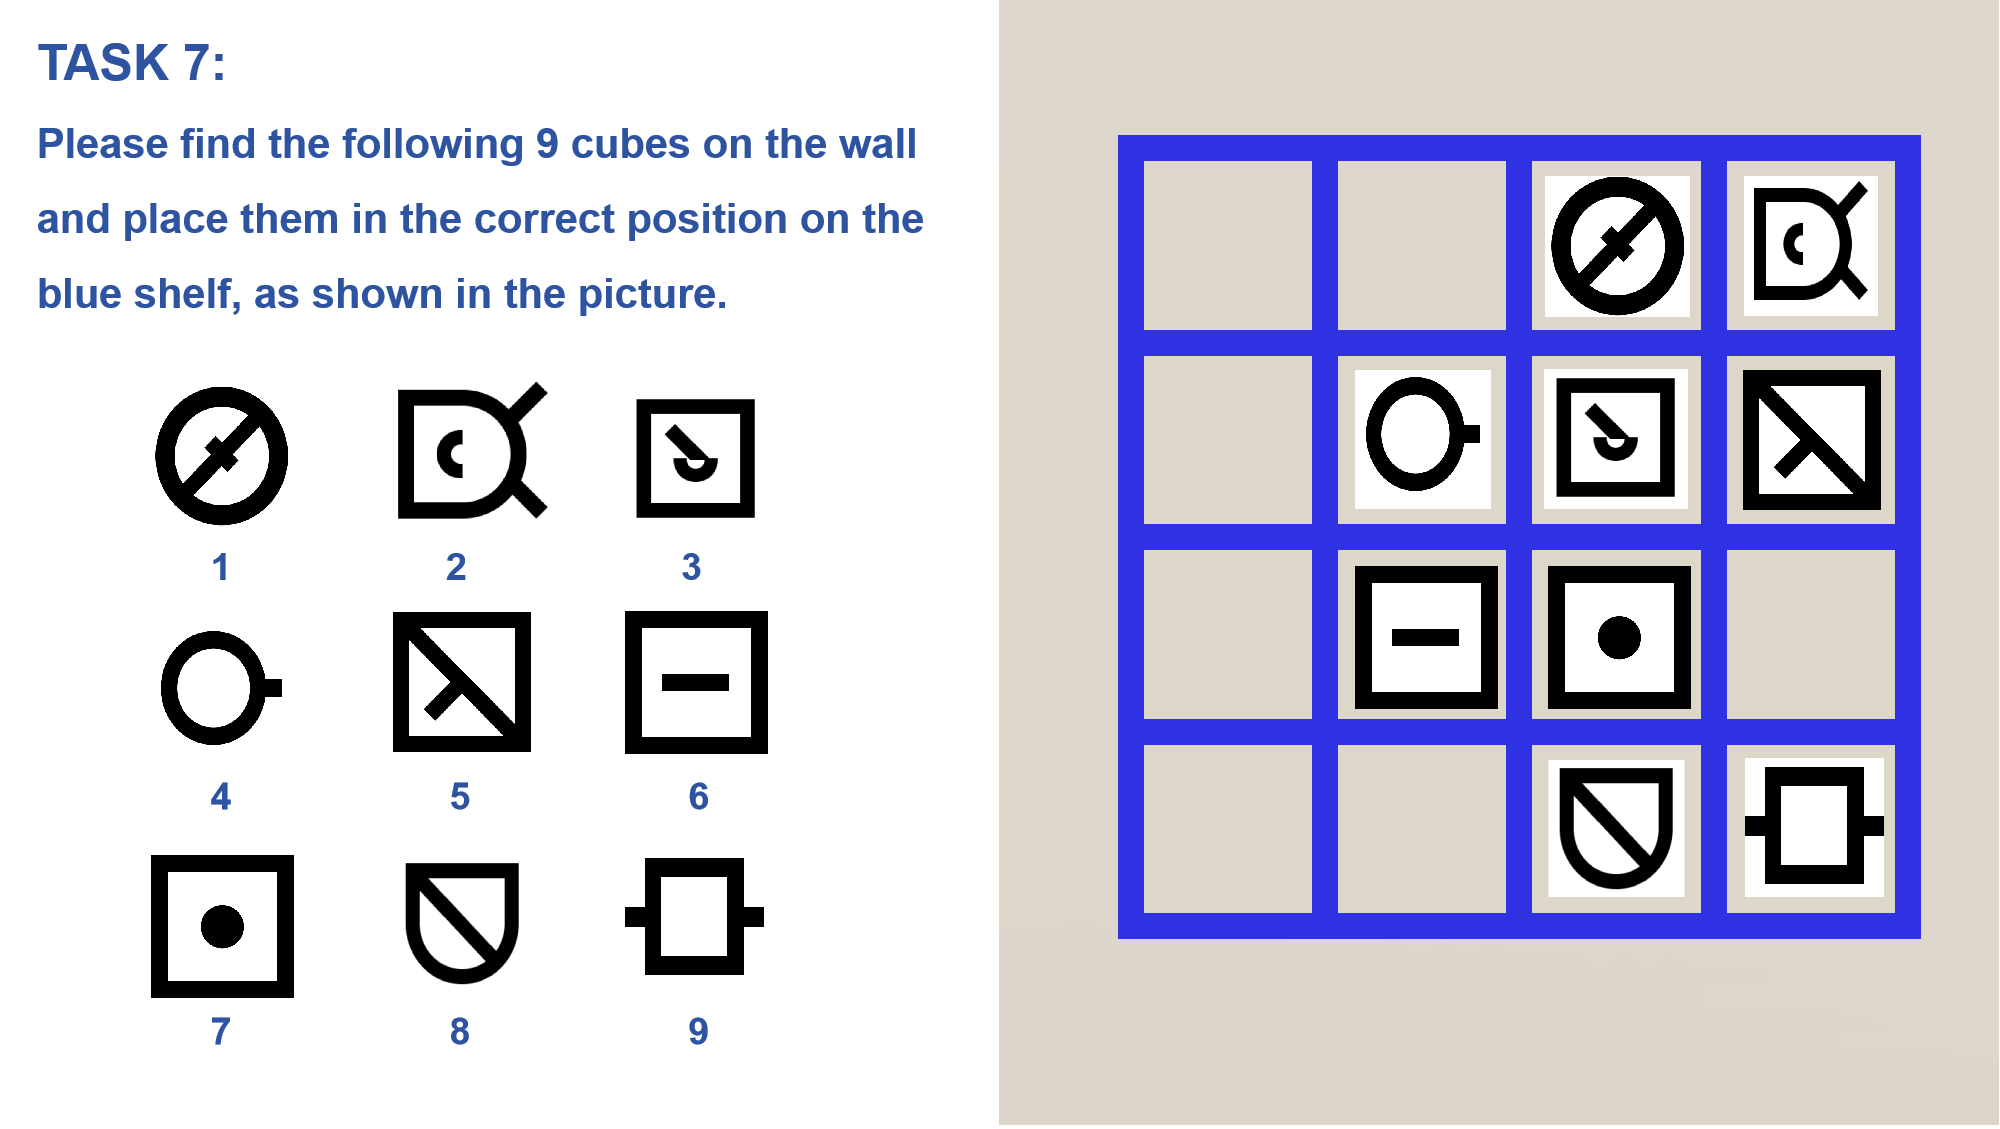 TASK 7:
Please find the following 9 cubes on the wall
and place them in the correct position on the
blue shelf, as shown in the picture.
1 2 3
4 5 6
7 8 9